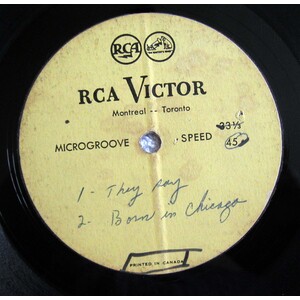 RCA
RCA VICTOR
Montreal -- Toronto
MICROGROOVE SPEED 33⅓
45
1 - They say
2. Born in Chicago
PRINTED IN CANADA